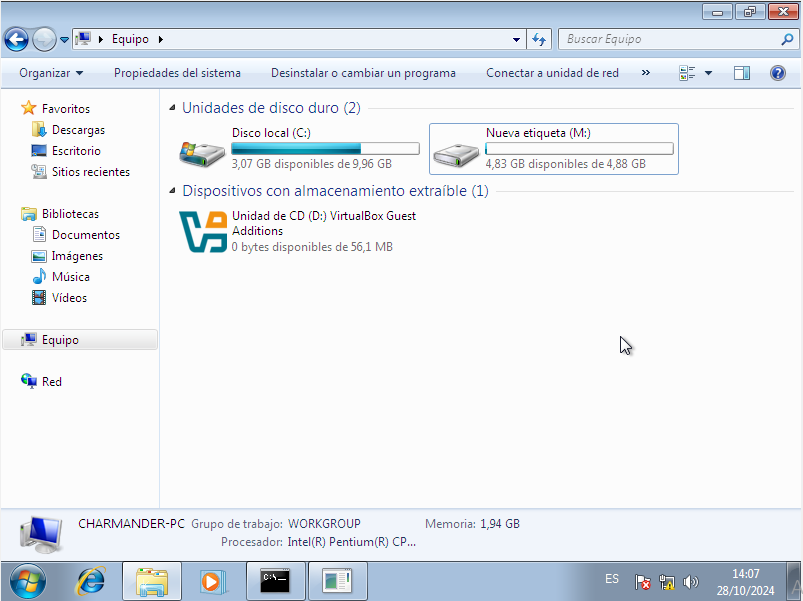 Equipo
Buscar Equipo
Organizar Propiedades del sistema Desinstalar o cambiar un programa Conectar a unidad de red »
Favoritos
Descargas
Escritorio
Sitios recientes
Bibliotecas
Documentos
Imágenes
Música
Vídeos
Equipo
Red
Unidades de disco duro (2)
Disco local (C:)
3,07 GB disponibles de 9,96 GB
Nueva etiqueta (M:)
4,83 GB disponibles de 4,88 GB
Dispositivos con almacenamiento extraíble (1)
Unidad de CD (D:) VirtualBox Guest
Additions
0 bytes disponibles de 56,1 MB
CHARMANDER-PC Grupo de trabajo: WORKGROUP Memoria: 1,94 GB
Procesador: Intel(R) Pentium(R) CP...
C:\.
ES
14:07
28/10/2024